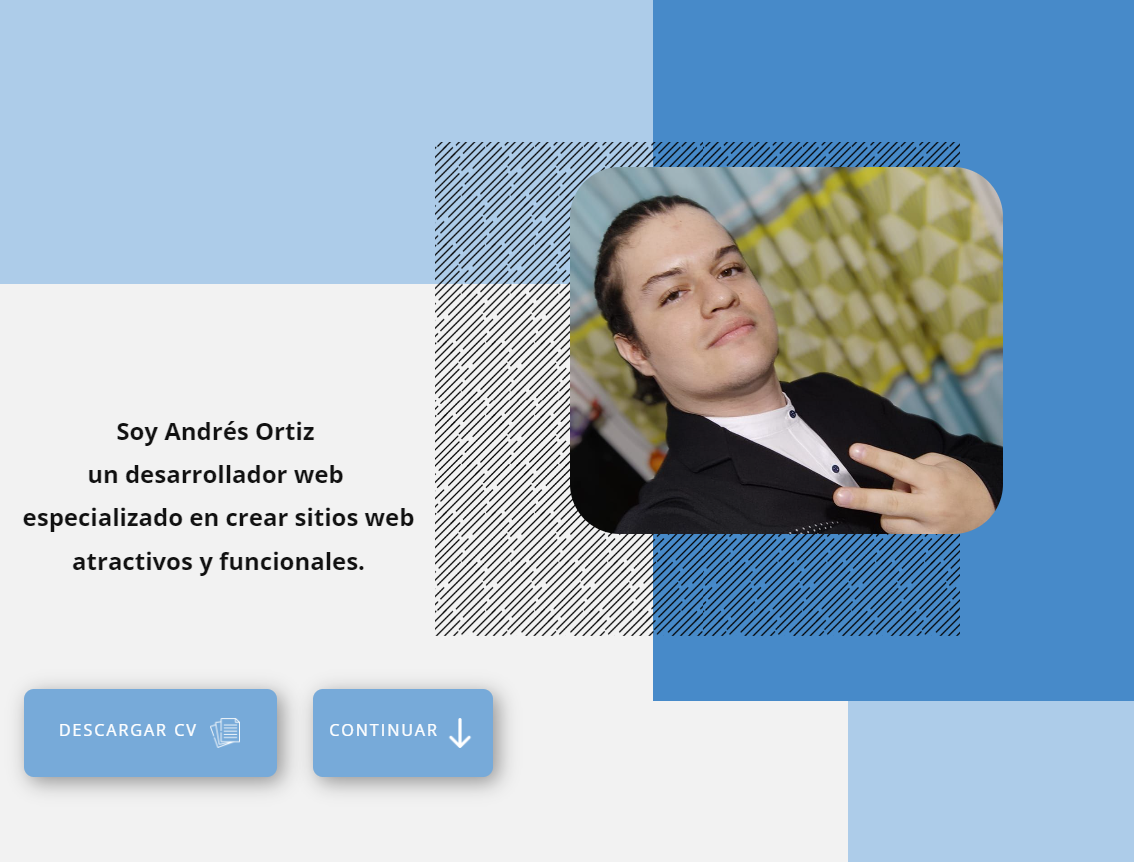 Soy Andrés Ortiz
un desarrollador web
especializado en crear sitios web
atractivos y funcionales.
DESCARGAR CV
CONTINUAR